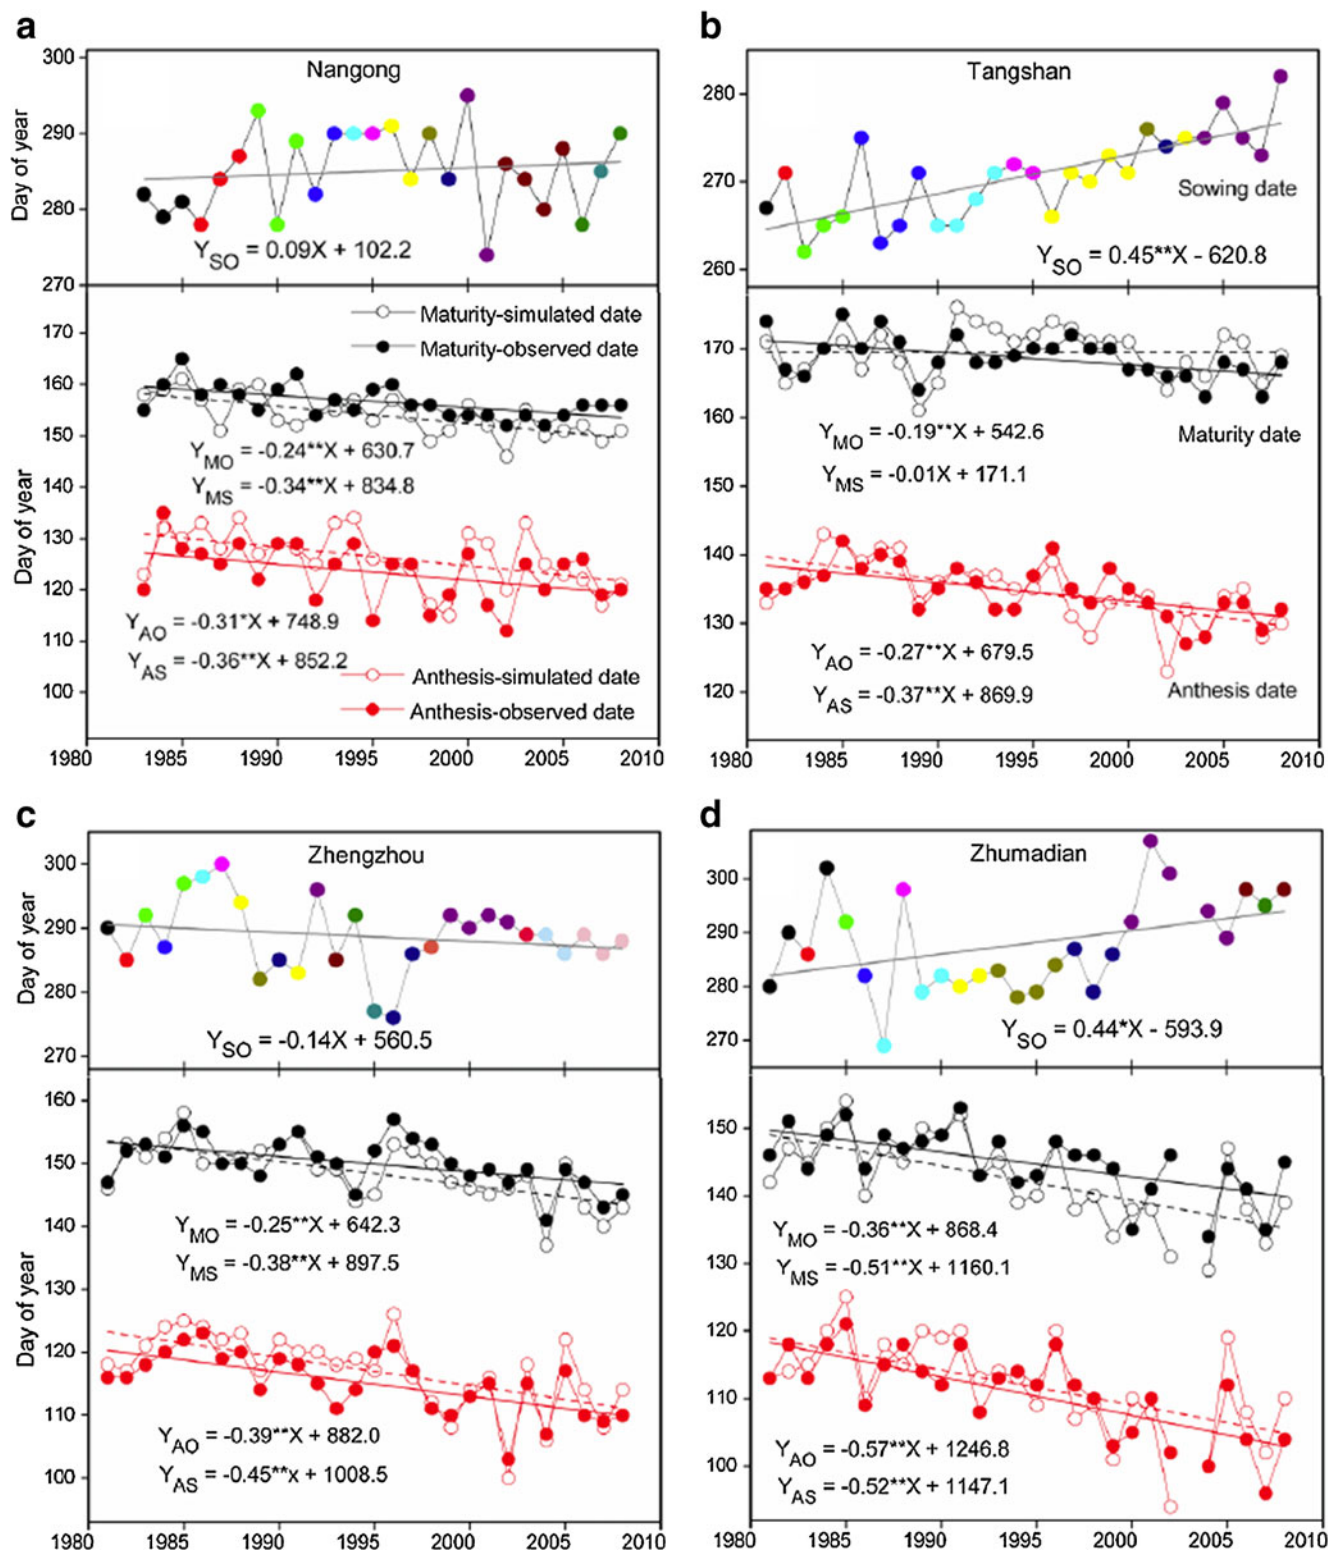 a
Nangong
Day of year
300
290
280
270
Y_SO = 0.09X + 102.2
Maturity-simulated date
Maturity-observed date
Day of year
170
160
150
140
130
120
110
100
Y_MO = -0.24**X + 630.7
Y_MS = -0.34**X + 834.8
Y_AO = -0.31*X + 748.9
Y_AS = -0.36**X + 852.2
Anthesis-simulated date
Anthesis-observed date
1980 1985 1990 1995 2000 2005 2010
b
Tangshan
280
270
260
Sowing date
Y_SO = 0.45**X - 620.8
170
160
150
140
130
120
Y_MO = -0.19**X + 542.6
Maturity date
Y_MS = -0.01X + 171.1
Y_AO = -0.27**X + 679.5
Y_AS = -0.37**X + 869.9
Anthesis date
1980 1985 1990 1995 2000 2005 2010
c
Zhengzhou
Day of year
300
290
280
270
Y_SO = -0.14X + 560.5
Day of year
160
150
140
130
120
110
100
Y_MO = -0.25**X + 642.3
Y_MS = -0.38**X + 897.5
Y_AO = -0.39**X + 882.0
Y_AS = -0.45**x + 1008.5
1980 1985 1990 1995 2000 2005 2010
d
Zhumadian
300
290
280
270
Y_SO = 0.44*X - 593.9
150
140
130
120
110
100
Y_MO = -0.36**X + 868.4
Y_MS = -0.51**X + 1160.1
Y_AO = -0.57**X + 1246.8
Y_AS = -0.52**X + 1147.1
1980 1985 1990 1995 2000 2005 2010